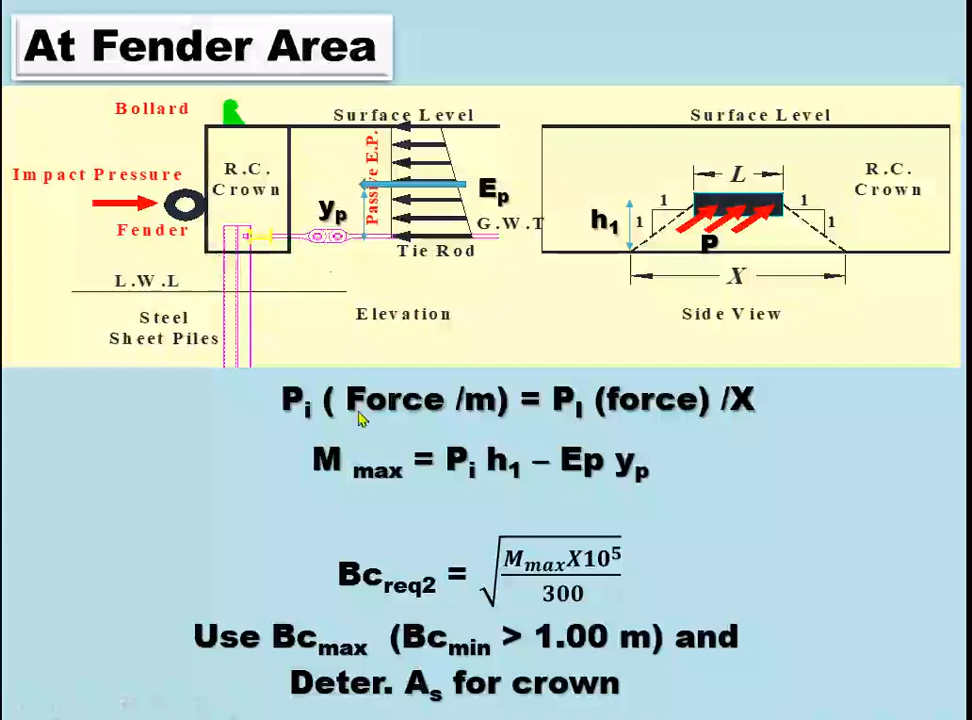 At Fender Area
Bollard
Surface Level
Surface Level
Impact Pressure
R.C.
Crown
Passive E.P.
Ep
yp
L
R.C.
Crown
1
1
1
1
h1
Fender
G.W.T
Tie Rod
P
X
L.W.L
Steel
Sheet Piles
Elevation
Side View
Pi ( Force /m) = PI (force) /X
M max = Pi h1 – Ep yp
Bcreq2 = √(MmaxX10^5 / 300)
Use Bcmax (Bcmin > 1.00 m) and
Deter. As for crown